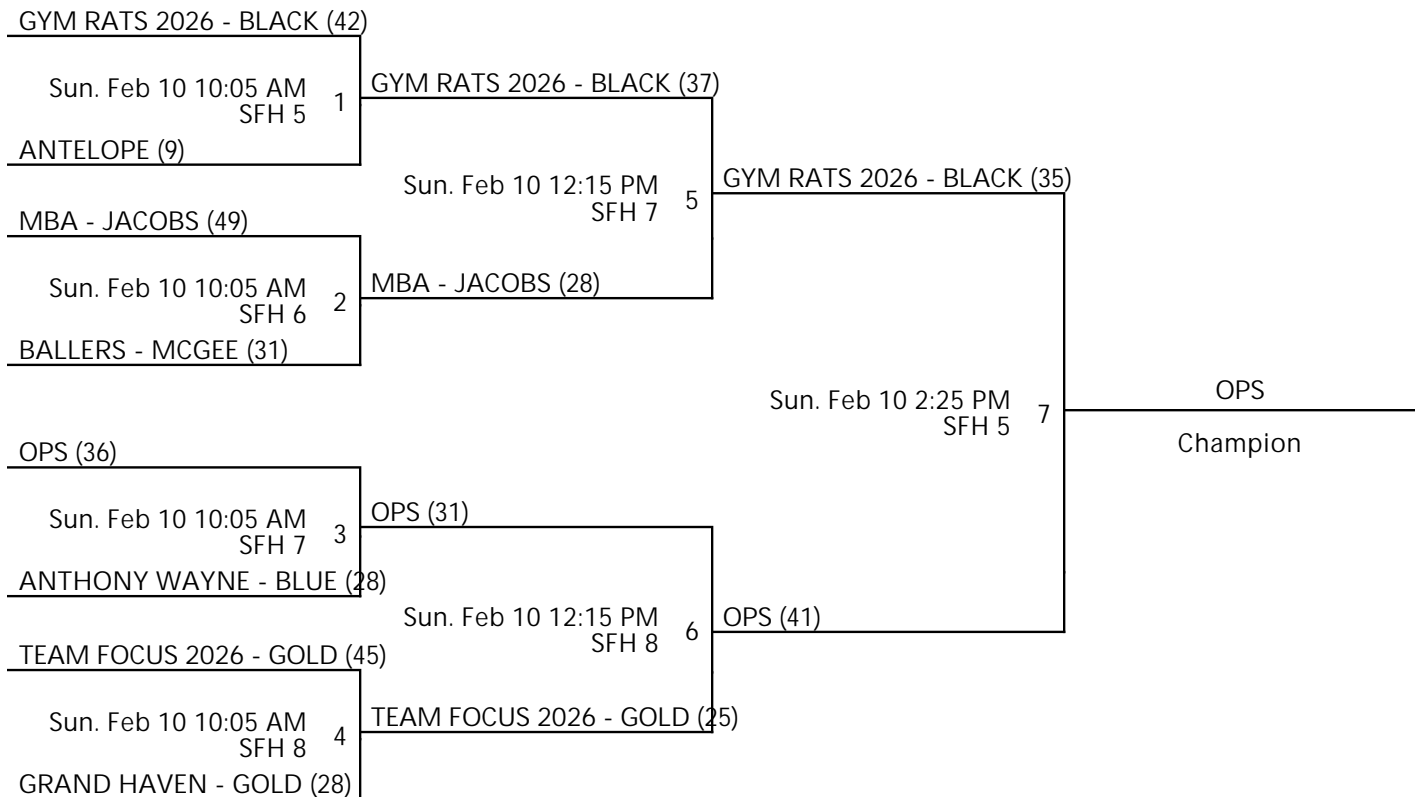 GYM RATS 2026 - BLACK (42)
Sun. Feb 10 10:05 AM
SFH 5
1
ANTELOPE (9)
GYM RATS 2026 - BLACK (37)
MBA - JACOBS (49)
Sun. Feb 10 10:05 AM
SFH 6
2
BALLERS - MCGEE (31)
MBA - JACOBS (28)
Sun. Feb 10 12:15 PM
SFH 7
5
GYM RATS 2026 - BLACK (35)
OPS (36)
Sun. Feb 10 10:05 AM
SFH 7
3
ANTHONY WAYNE - BLUE (28)
OPS (31)
TEAM FOCUS 2026 - GOLD (45)
Sun. Feb 10 10:05 AM
SFH 8
4
GRAND HAVEN - GOLD (28)
TEAM FOCUS 2026 - GOLD (25)
Sun. Feb 10 12:15 PM
SFH 8
6
OPS (41)
Sun. Feb 10 2:25 PM
SFH 5
7
OPS
Champion